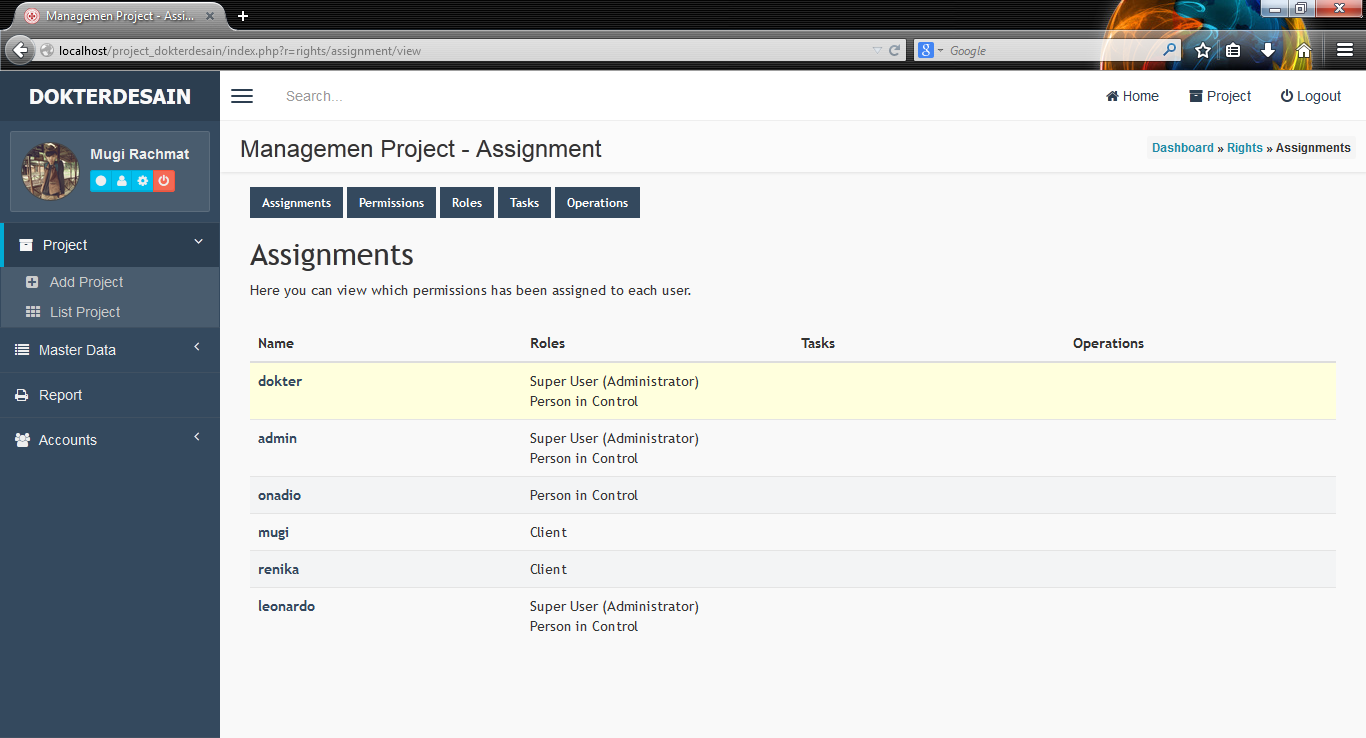 Managemen Project - Assi...
localhost/project_dokterdesain/index.php?r=rights/assignment/view
Google
DOKTERDESAIN
Search...
Home
Project
Logout
Mugi Rachmat
Managemen Project - Assignment
Dashboard » Rights » Assignments
Project
Add Project
List Project
Master Data
Report
Accounts
Assignments
Permissions
Roles
Tasks
Operations
Assignments
Here you can view which permissions has been assigned to each user.
Name Roles Tasks Operations
dokter Super User (Administrator)
Person in Control
admin Super User (Administrator)
Person in Control
onadio Person in Control
mugi Client
renika Client
leonardo Super User (Administrator)
Person in Control